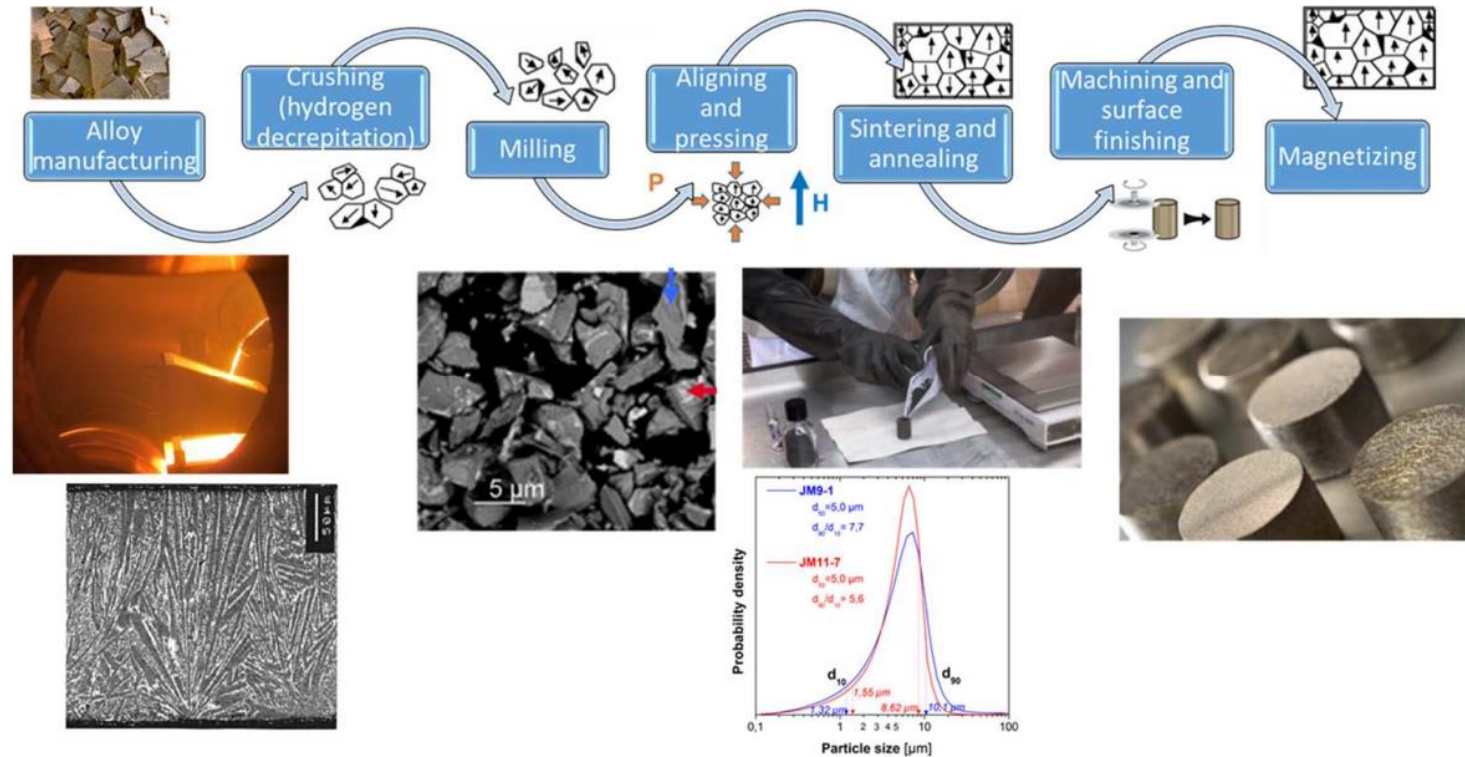 Alloy
manufacturing
Crushing
(hydrogen
decrepitation)
Milling
Aligning
and
pressing
P
H
Sintering and
annealing
Machining and
surface
finishing
Magnetizing
50µm
5 µm
JM9-1
d50=5,0 µm
d90/d10= 7,7
JM11-7
d50=5,0 µm
d90/d10= 5,6
Probability density
d10
d90
1,55 µm
1,32 µm
8,62 µm
10,1 µm
0,1
1
2
3
4
5
10
100
Particle size [µm]